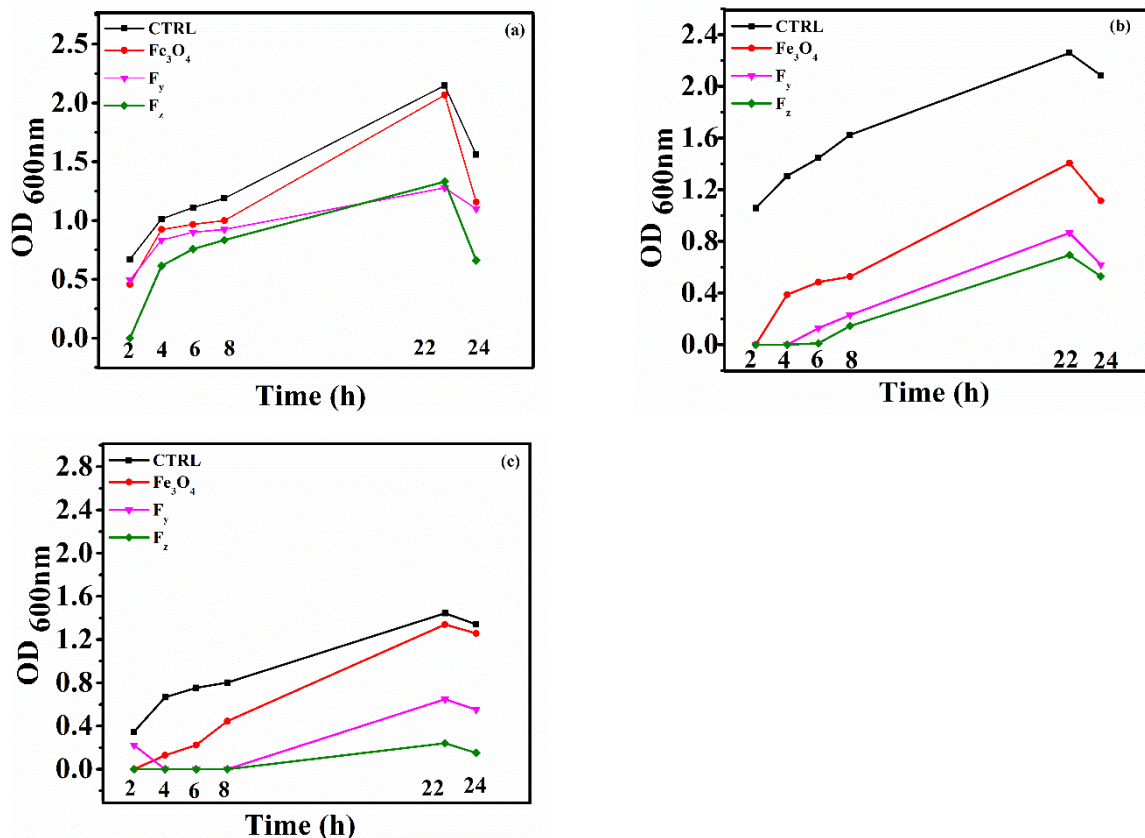 (a)
CTRL
Fe3O4
Fy
Fz
2.5
2.0
1.5
1.0
0.5
0.0
OD 600nm
2 4 6 8 22 24
Time (h)
(b)
CTRL
Fe3O4
Fy
Fz
2.4
2.0
1.6
1.2
0.8
0.4
0.0
OD 600nm
2 4 6 8 22 24
Time (h)
(c)
CTRL
Fe3O4
Fy
Fz
2.8
2.4
2.0
1.6
1.2
0.8
0.4
0.0
OD 600nm
2 4 6 8 22 24
Time (h)